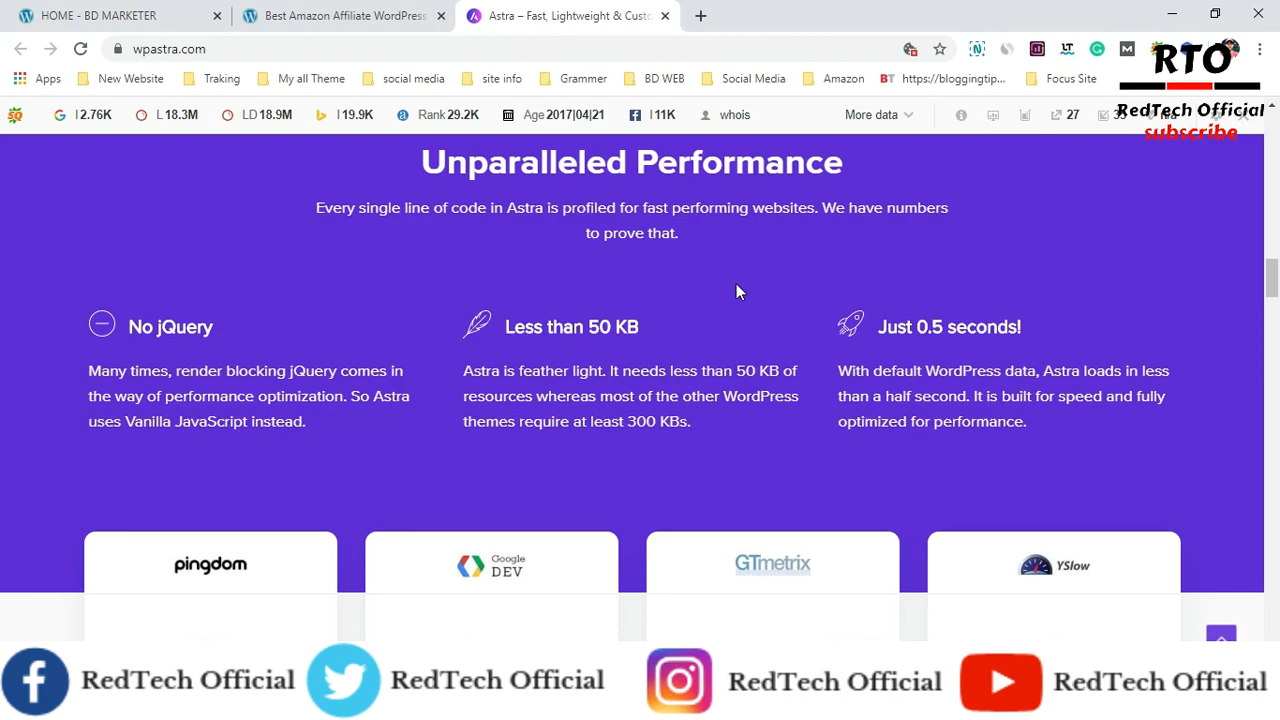 HOME - BD MARKETER
Best Amazon Affiliate WordPress
Astra – Fast, Lightweight & Custo
wpastra.com
Apps
New Website
Traking
My all Theme
social media
site info
Grammer
BD WEB
Social Media
Amazon
BT https://bloggingtip...
Focus Site
RTO
RedTech Official
subscribe
I 2.76K
L 18.3M
LD 18.9M
I 19.9K
Rank 29.2K
Age 2017|04|21
I 11K
whois
More data
27
Unparalleled Performance
Every single line of code in Astra is profiled for fast performing websites. We have numbers
to prove that.
No jQuery
Many times, render blocking jQuery comes in
the way of performance optimization. So Astra
uses Vanilla JavaScript instead.
Less than 50 KB
Astra is feather light. It needs less than 50 KB of
resources whereas most of the other WordPress
themes require at least 300 KBs.
Just 0.5 seconds!
With default WordPress data, Astra loads in less
than a half second. It is built for speed and fully
optimized for performance.
pingdom
Google
DEV
GTmetrix
YSlow
RedTech Official
RedTech Official
RedTech Official
RedTech Official